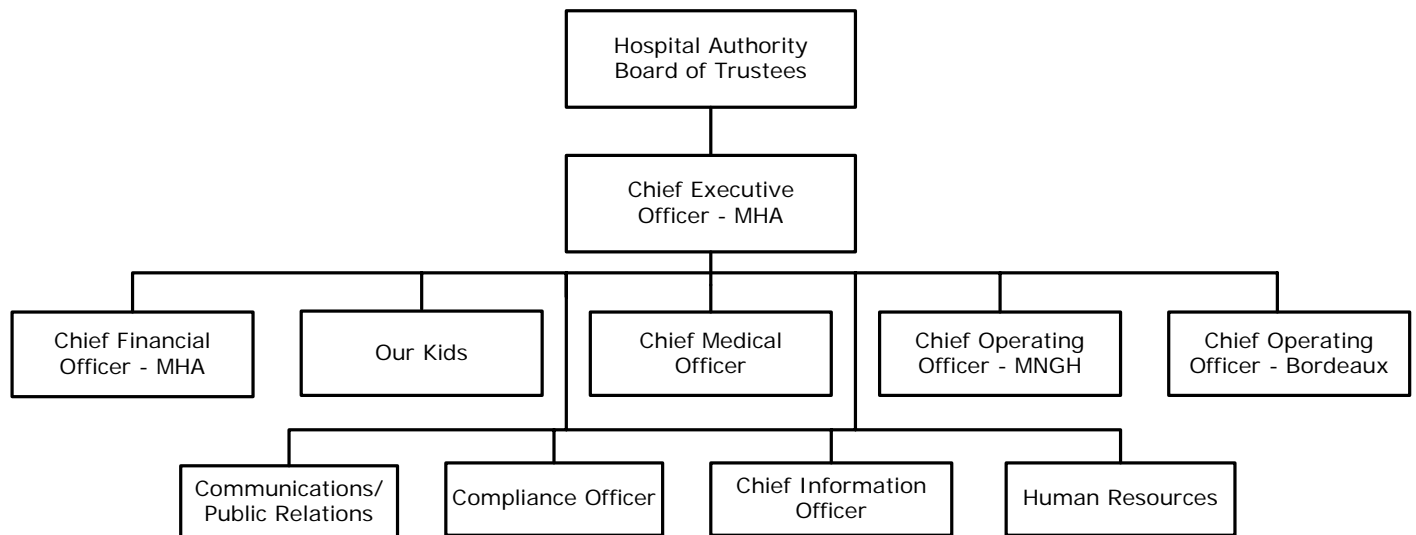 Hospital Authority
Board of Trustees
Chief Executive
Officer - MHA
Chief Financial
Officer - MHA
Our Kids
Chief Medical
Officer
Chief Operating
Officer - MNGH
Chief Operating
Officer - Bordeaux
Communications/
Public Relations
Compliance Officer
Chief Information
Officer
Human Resources